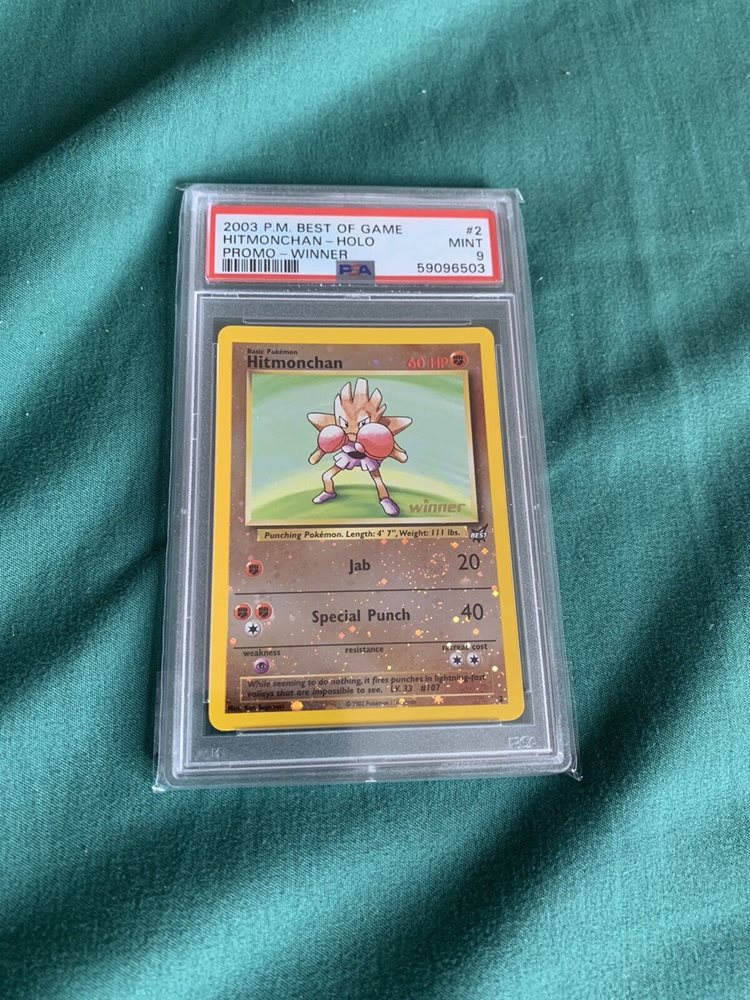 2003 P.M. BEST OF GAME #2
HITMONCHAN - HOLO MINT
PROMO - WINNER 9
PSA 59096503
Basic Pokémon
Hitmonchan 60 HP
winner
Punching Pokémon. Length: 4' 7", Weight: 111 lbs.
BEST
Jab 20
Special Punch 40
weakness resistance retreat cost
While seeming to do nothing, it fires punches in lightning-fast
volleys that are impossible to see. LV. 33 #107
© 2002 Pokémon